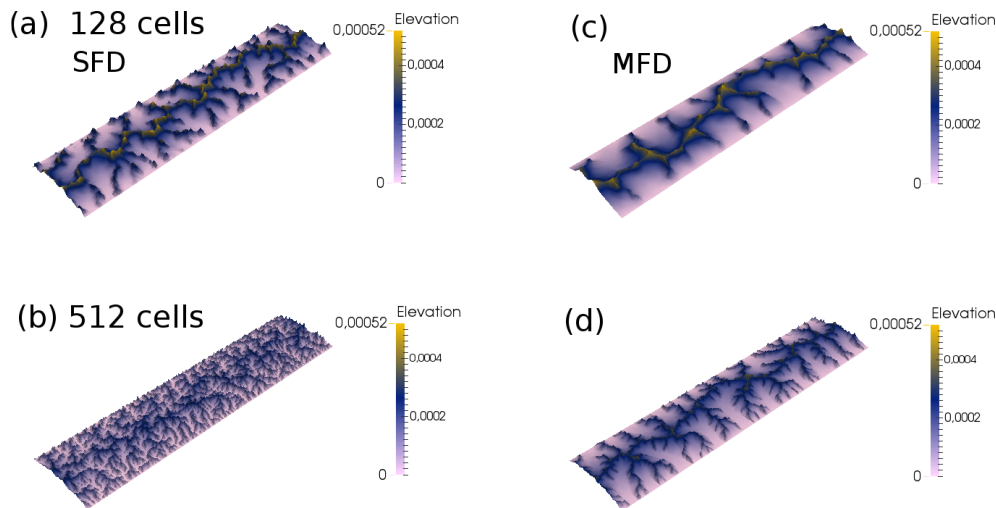 (a) 128 cells
SFD
Elevation
0,00052
0,0004
0,0002
0
(c)
MFD
Elevation
0,00052
0,0004
0,0002
0
(b) 512 cells
Elevation
0,00052
0,0004
0,0002
0
(d)
Elevation
0,00052
0,0004
0,0002
0